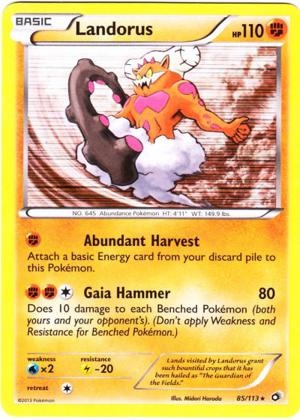 BASIC
Landorus
HP110
NO. 645 Abundance Pokémon HT: 4'11" WT: 149.9 lbs.
Abundant Harvest
Attach a basic Energy card from your discard pile to
this Pokémon.
Gaia Hammer 80
Does 10 damage to each Benched Pokémon (both
yours and your opponent's). (Don't apply Weakness and
Resistance for Benched Pokémon.)
weakness
resistance
×2
-20
retreat
Lands visited by Landorus grant
such bountiful crops that it has
been hailed as "The Guardian of
the Fields."
©2013 Pokémon
Illus. Midori Harada
85/113